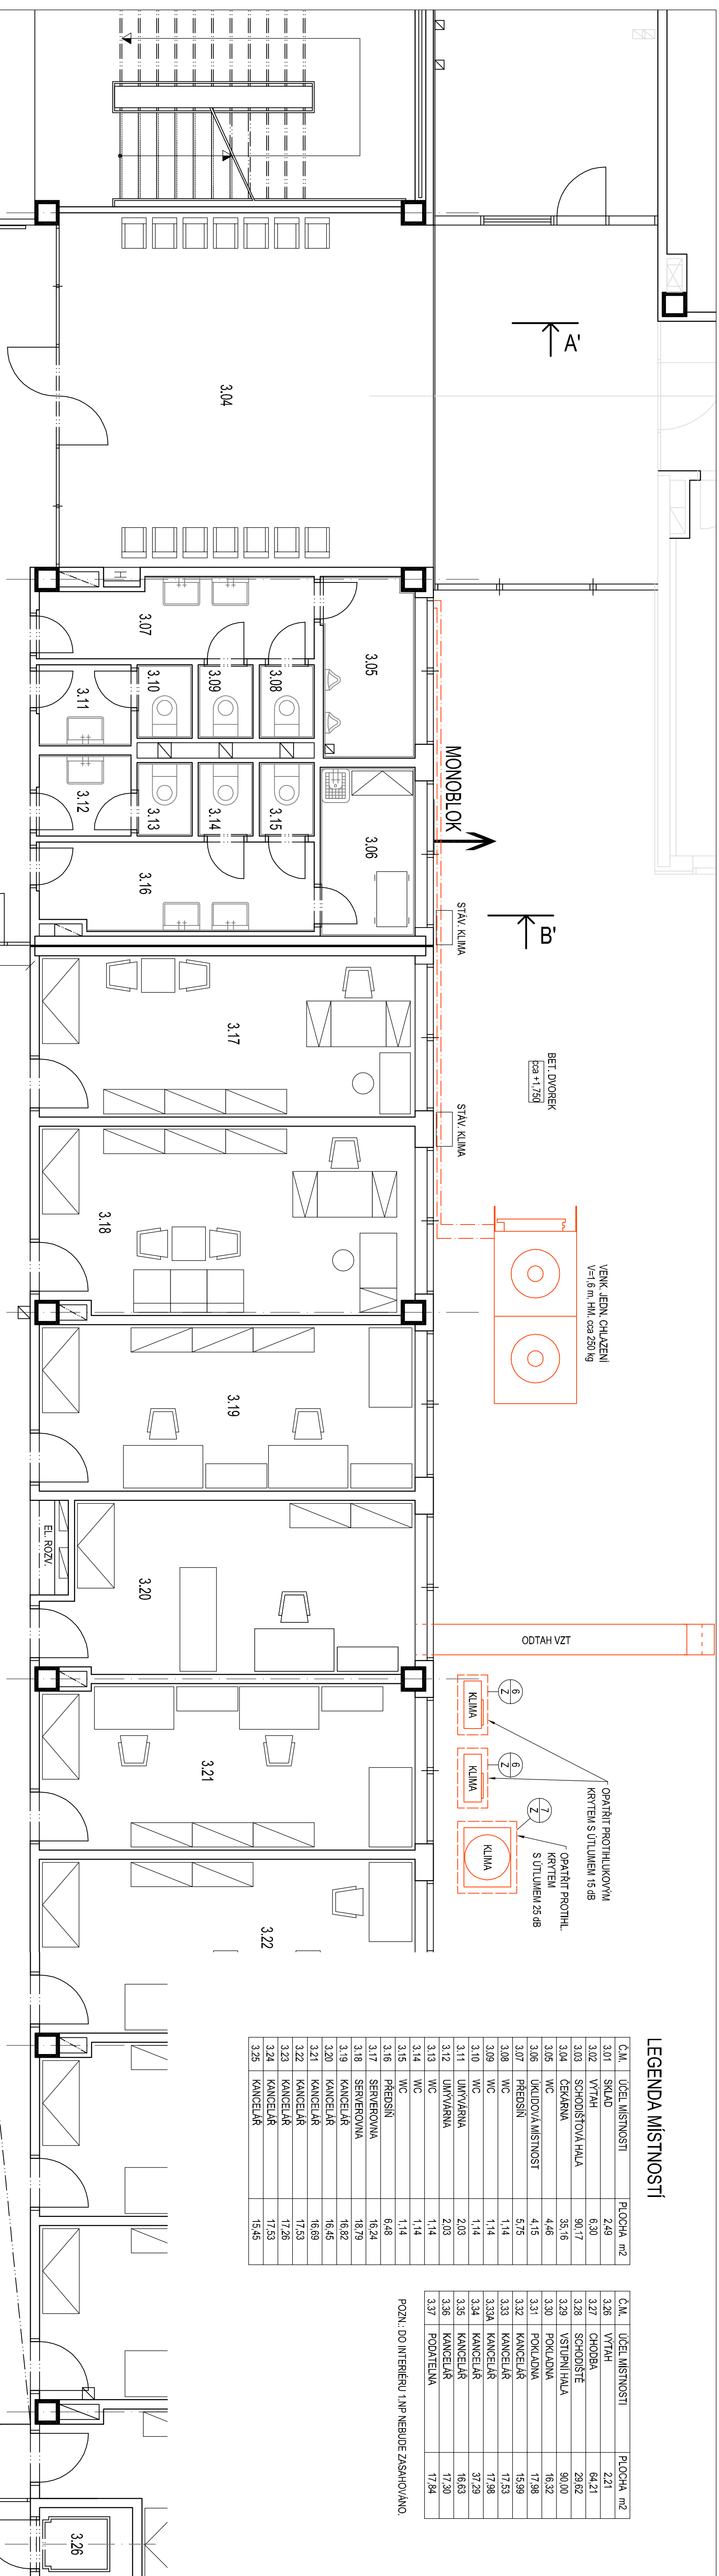 A'
3.04
MONOBLOK
STÁV. KLIMA
B'
BET. DVOREK
cca +1,750
STÁV. KLIMA
VENK. JEDN. CHLAZENÍ
V=1,6 m, HM. cca 250 kg
ODTAH VZT
6
Z
KLIMA
6
Z
KLIMA
7
Z
KLIMA
OPATŘIT PROTIHLUKOVÝM
KRYTEM S ÚTLUMEM 15 dB
OPATŘIT PROTIHL.
KRYTEM
S ÚTLUMEM 25 dB
H
3.05
3.06
3.07
3.08
3.09
3.10
3.11
3.12
3.13
3.14
3.15
3.16
3.17
3.18
3.19
EL. ROZV.
3.20
3.21
3.22
3.26
LEGENDA MÍSTNOSTÍ
Č.M. ÚČEL MÍSTNOSTI PLOCHA m2
3.01 SKLAD 2,49
3.02 VÝTAH 6,30
3.03 SCHODIŠŤOVÁ HALA 90,17
3.04 ČEKÁRNA 35,16
3.05 WC 4,46
3.06 ÚKLIDOVÁ MÍSTNOST 4,15
3.07 PŘEDSÍŇ 5,75
3.08 WC 1,14
3.09 WC 1,14
3.10 WC 1,14
3.11 UMÝVÁRNA 2,03
3.12 UMÝVÁRNA 2,03
3.13 WC 1,14
3.14 WC 1,14
3.15 WC 1,14
3.16 PŘEDSÍŇ 6,48
3.17 SERVEROVNA 16,24
3.18 SERVEROVNA 18,79
3.19 KANCELÁŘ 16,82
3.20 KANCELÁŘ 16,45
3.21 KANCELÁŘ 16,69
3.22 KANCELÁŘ 17,53
3.23 KANCELÁŘ 17,26
3.24 KANCELÁŘ 17,53
3.25 KANCELÁŘ 15,45
Č.M. ÚČEL MÍSTNOSTI PLOCHA m2
3.26 VÝTAH 2,21
3.27 CHODBA 64,21
3.28 SCHODIŠTĚ 29,62
3.29 VSTUPNÍ HALA 90,00
3.30 POKLADNA 16,32
3.31 POKLADNA 17,98
3.32 KANCELÁŘ 15,99
3.33 KANCELÁŘ 17,53
3.33A KANCELÁŘ 17,98
3.34 KANCELÁŘ 37,29
3.35 KANCELÁŘ 16,63
3.36 KANCELÁŘ 17,30
3.37 PODATELNA 17,84
POZN.: DO INTERIÉRU 1.NP NEBUDE ZASAHOVÁNO.